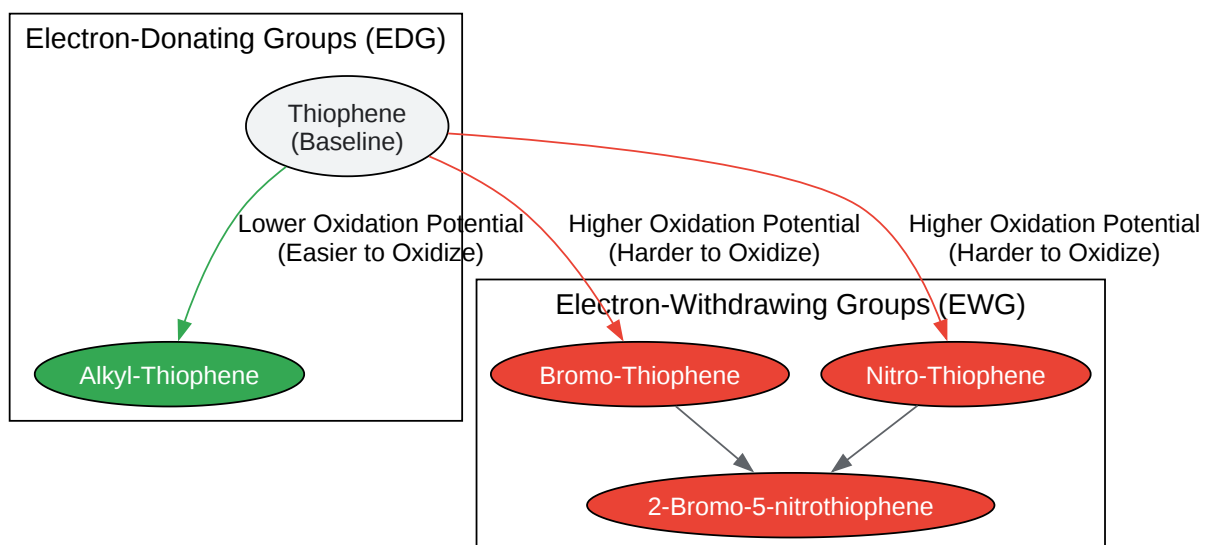 Electron-Donating Groups (EDG)
Thiophene
(Baseline)
Lower Oxidation Potential
(Easier to Oxidize)
Higher Oxidation Potential
(Harder to Oxidize)
Higher Oxidation Potential
(Harder to Oxidize)
Electron-Withdrawing Groups (EWG)
Alkyl-Thiophene
Bromo-Thiophene
Nitro-Thiophene
2-Bromo-5-nitrothiophene